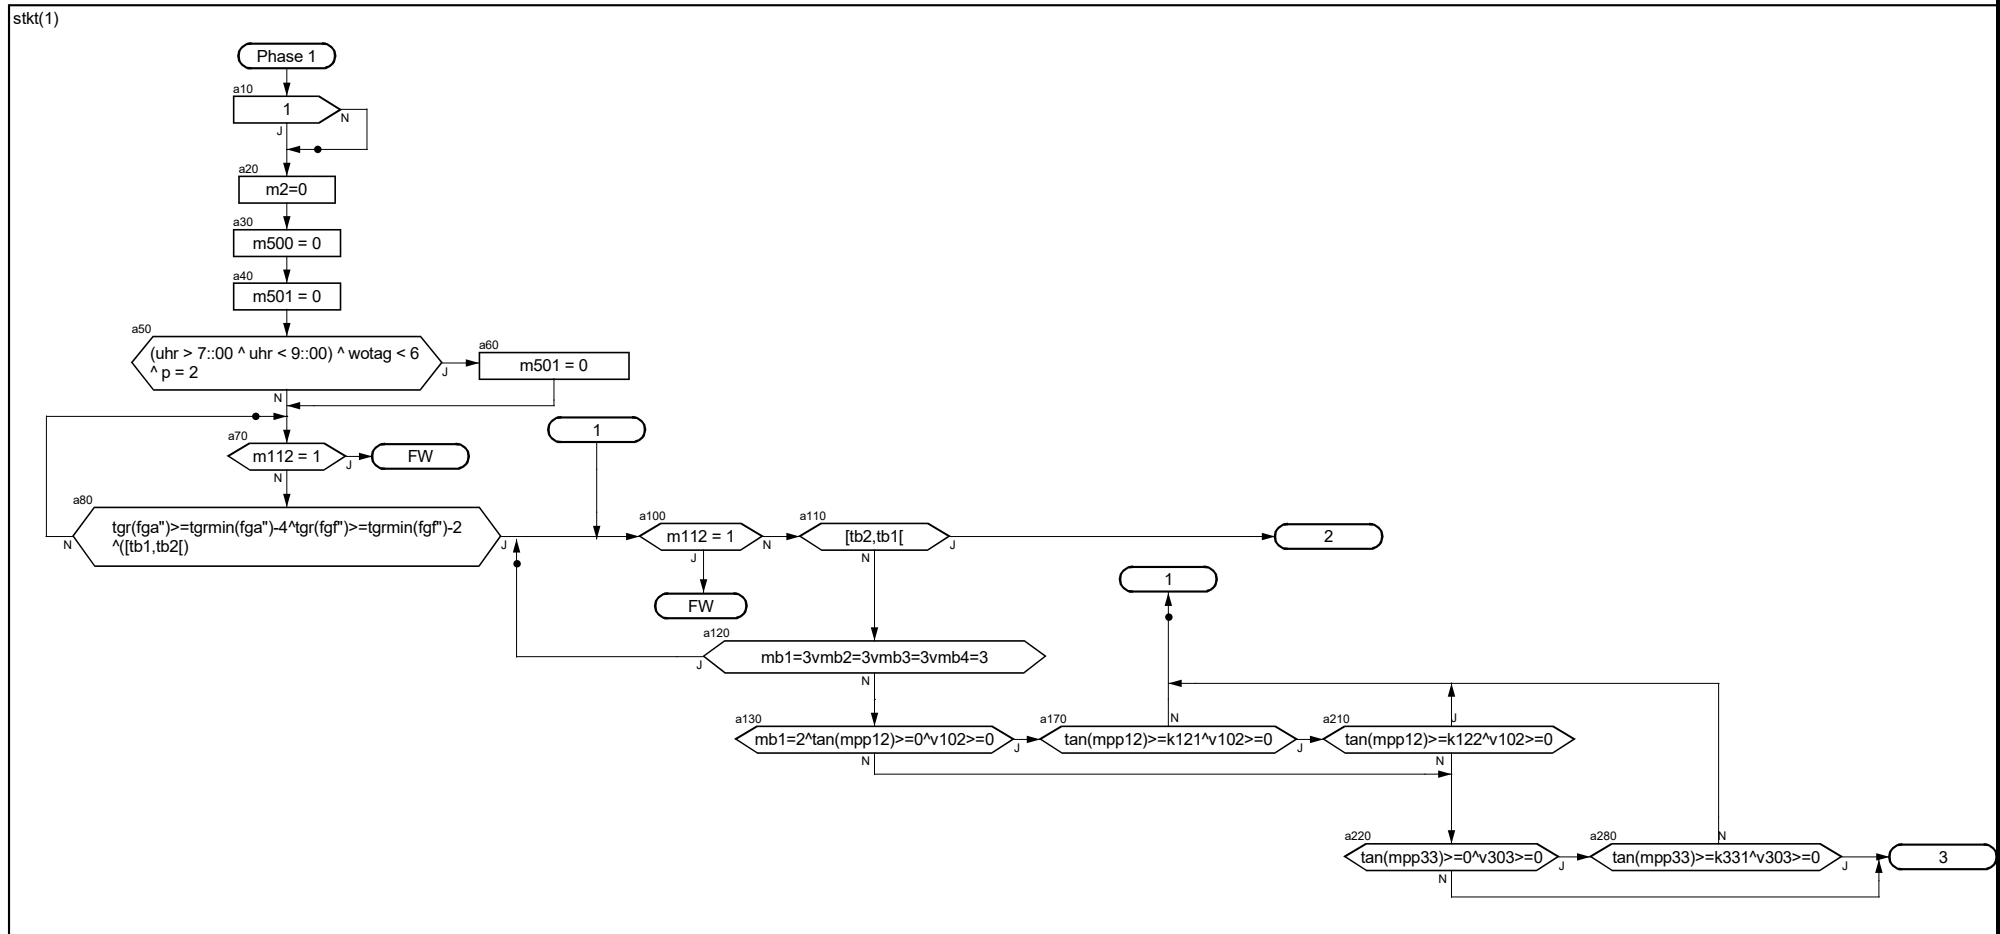 stkt(1)
Phase 1
a10
1
N
J
a20
m2=0
a30
m500 = 0
a40
m501 = 0
a50
(uhr > 7::00 ^ uhr < 9::00) ^ wotag < 6
^ p = 2
J
N
a60
m501 = 0
1
a70
m112 = 1
J
N
FW
a80
tgr(fga")>=tgrmin(fga")-4^tgr(fgf")>=tgrmin(fgf")-2
^([tb1,tb2[)
N
J
a100
m112 = 1
N
J
FW
a110
[tb2,tb1[
J
N
2
1
a120
mb1=3vmb2=3vmb3=3vmb4=3
J
N
a130
mb1=2^tan(mpp12)>=0^v102>=0
J
N
a170
tan(mpp12)>=k121^v102>=0
N
J
a210
tan(mpp12)>=k122^v102>=0
J
N
a220
tan(mpp33)>=0^v303>=0
J
N
a280
tan(mpp33)>=k331^v303>=0
N
J
3